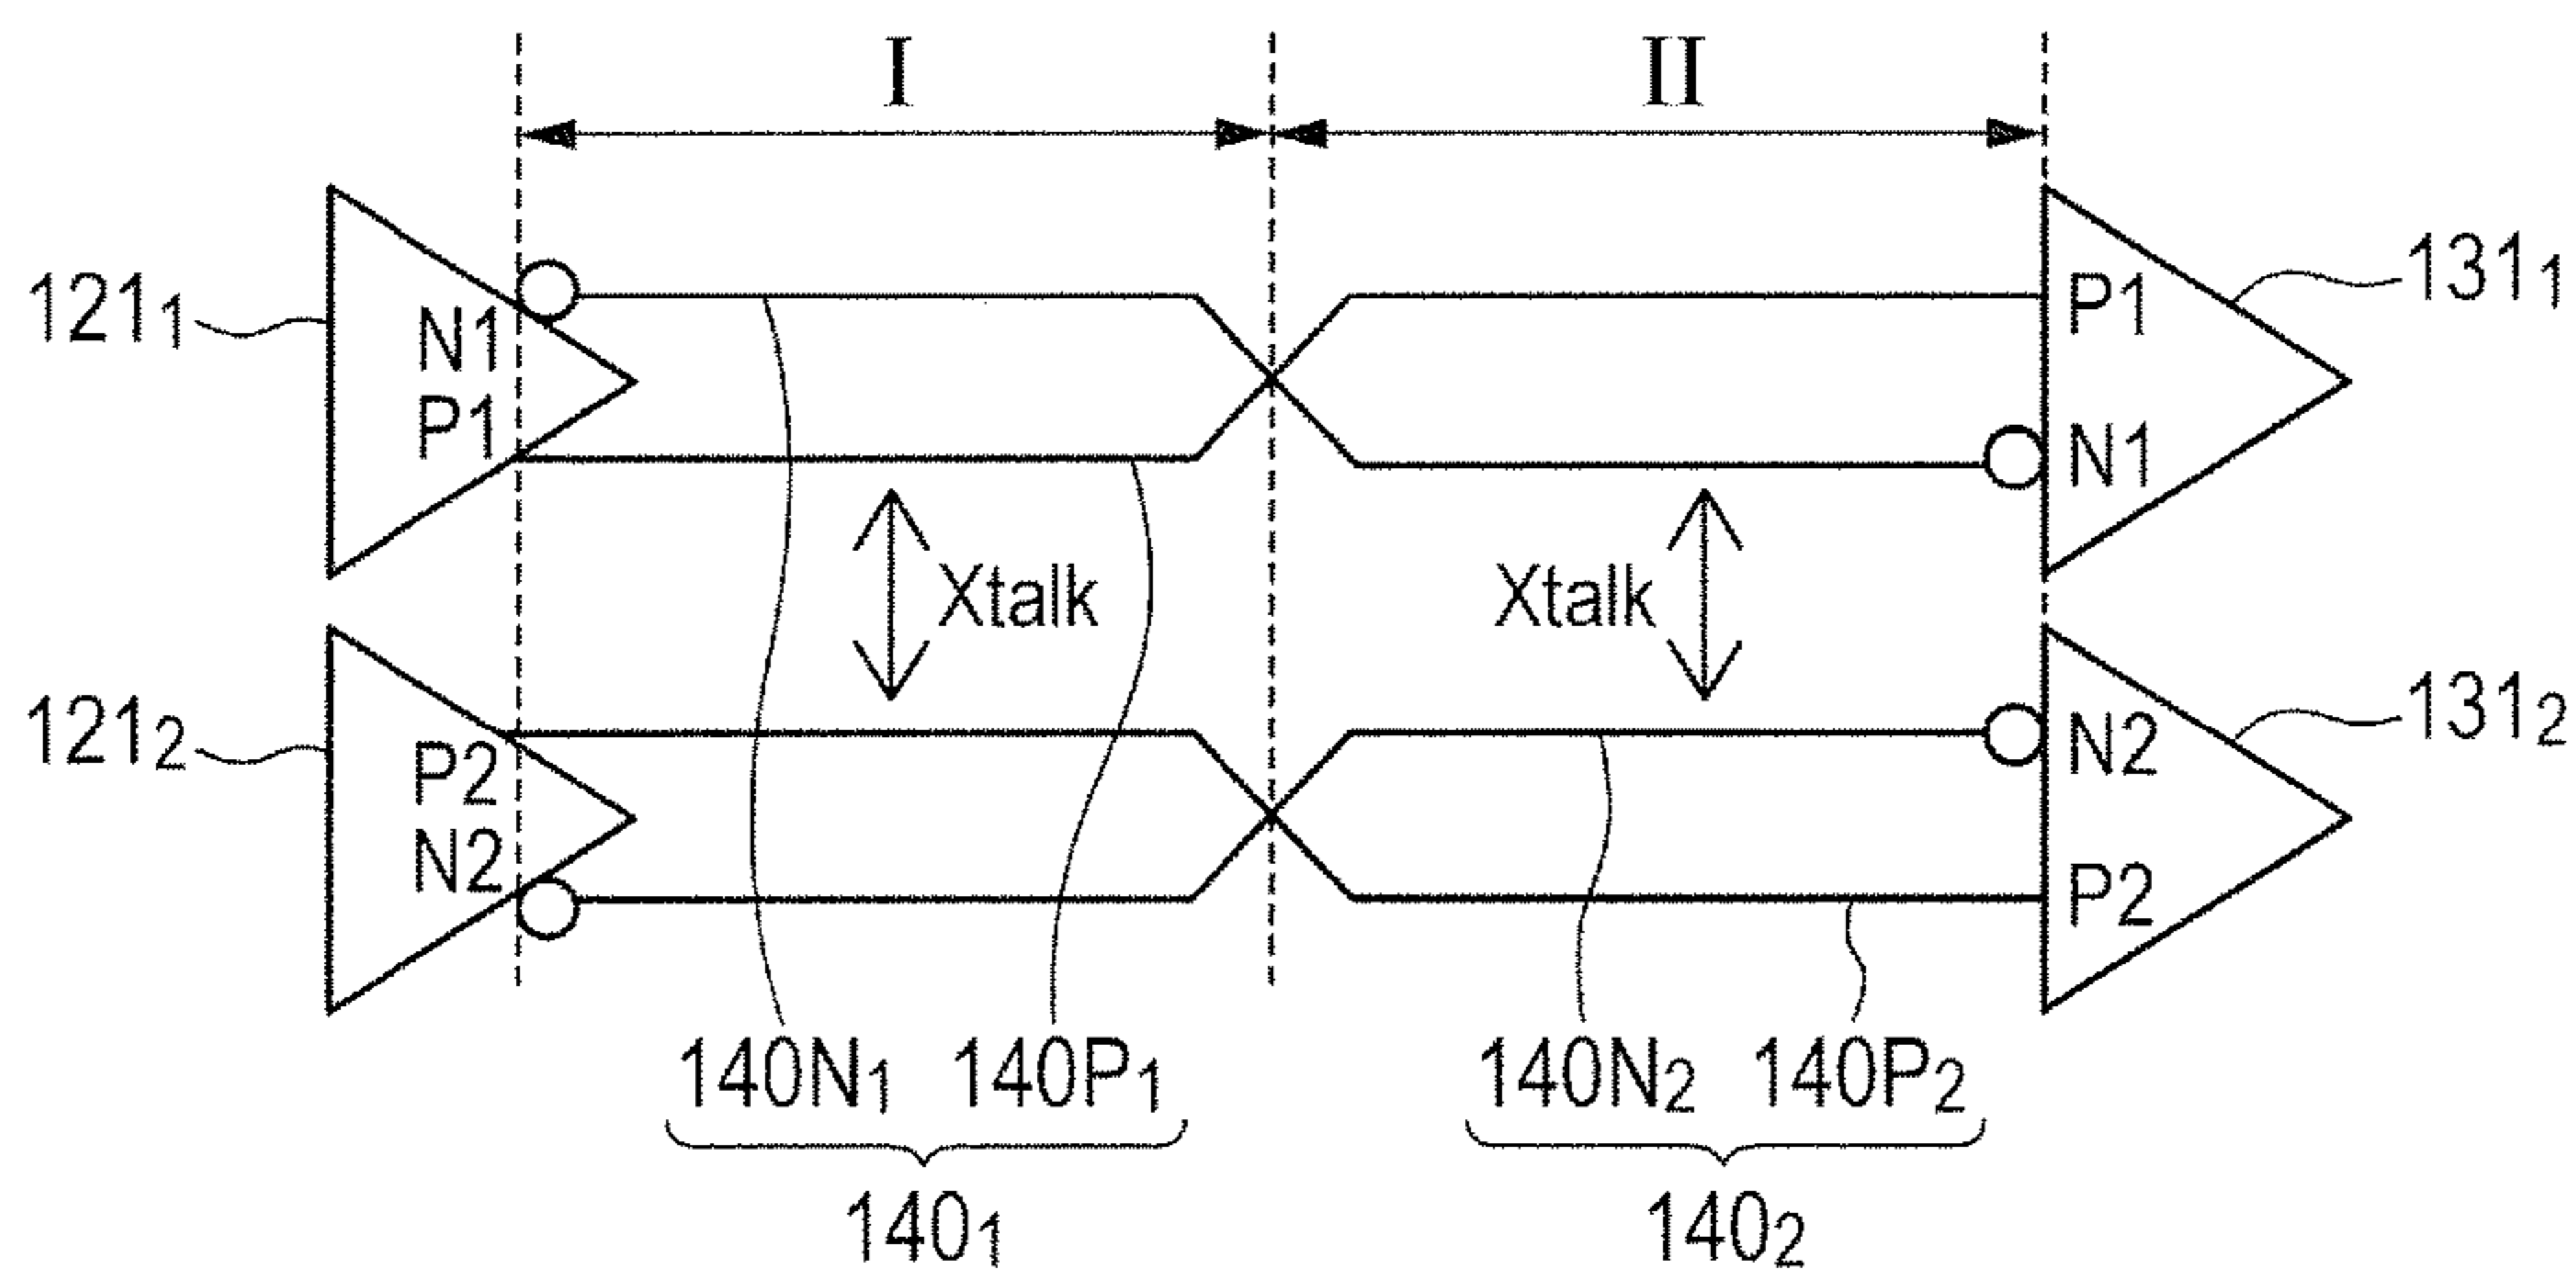 I II
121₁ N1 P1 P1 N1 131₁
Xtalk Xtalk
121₂ P2 N2 N2 P2 131₂
140N₁ 140P₁ 140N₂ 140P₂
140₁ 140₂